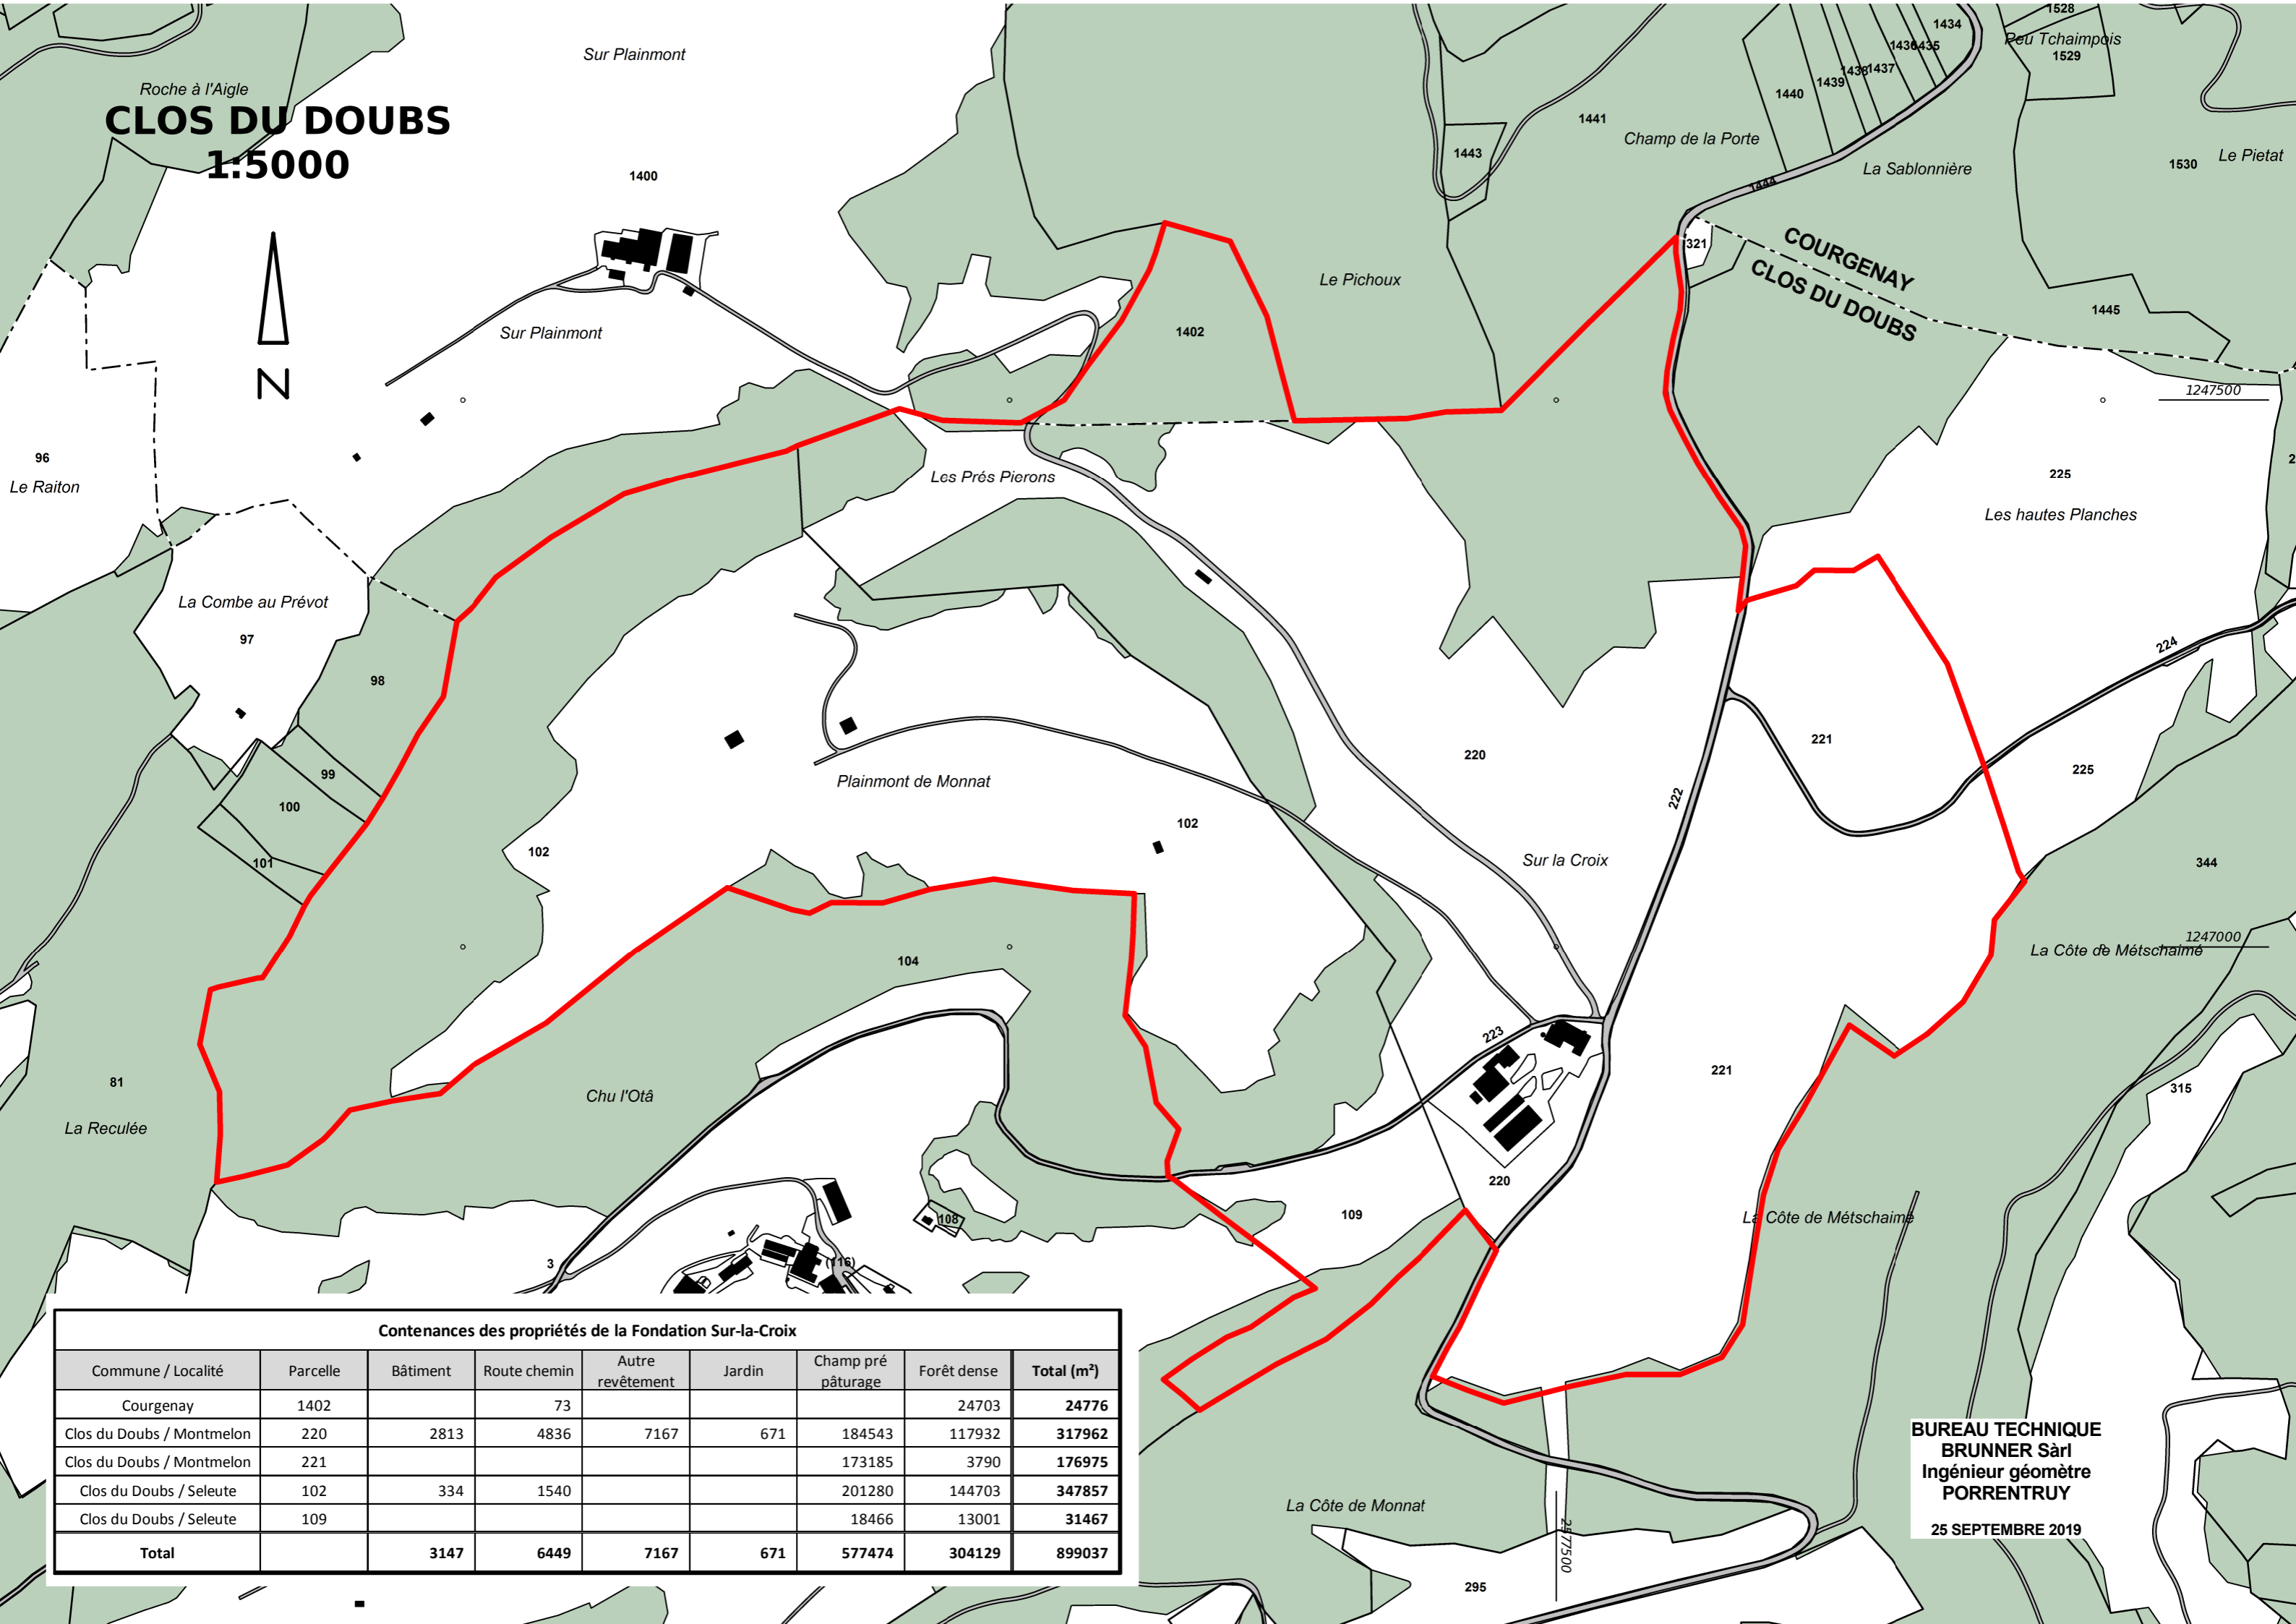 1528
1434
Peu Tchaimpois
1436
1435
Sur Plainmont
1529
1438
1437
1439
Roche à l'Aigle
1440
CLOS DU DOUBS
1:5000
1441
Champ de la Porte
1443
Le Pietat
1530
La Sablonnière
1400
1444
321
COURGENAY
CLOS DU DOUBS
Le Pichoux
1445
1402
Sur Plainmont
N
1247500
96
Le Raiton
Les Prés Pierons
225
Les hautes Planches
La Combe au Prévot
97
224
98
221
220
225
99
Plainmont de Monnat
100
222
102
102
Sur la Croix
101
344
1247000
La Côte de Métschaimé
104
223
221
81
315
Chu l'Otâ
La Reculée
220
109
La Côte de Métschaimé
108
3
(116)
Contenances des propriétés de la Fondation Sur-la-Croix
Commune / Localité Parcelle Bâtiment Route chemin Autre revêtement Jardin Champ pré pâturage Forêt dense Total (m²)
Courgenay 1402 73 24703 24776
Clos du Doubs / Montmelon 220 2813 4836 7167 671 184543 117932 317962
Clos du Doubs / Montmelon 221 173185 3790 176975
Clos du Doubs / Seleute 102 334 1540 201280 144703 347857
Clos du Doubs / Seleute 109 18466 13001 31467
Total 3147 6449 7167 671 577474 304129 899037
La Côte de Monnat
2577500
295
BUREAU TECHNIQUE
BRUNNER Sàrl
Ingénieur géomètre
PORRENTRUY
25 SEPTEMBRE 2019